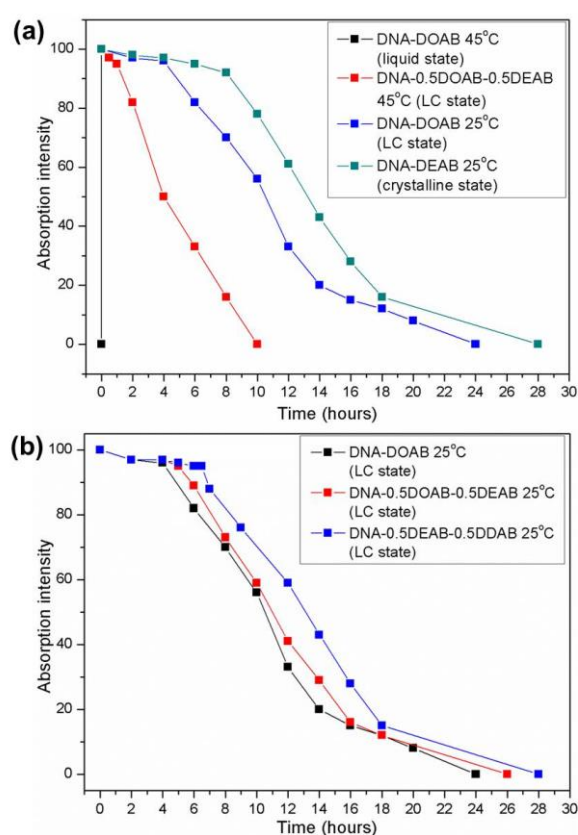 (a)
DNA-DOAB 45°C
(liquid state)
DNA-0.5DOAB-0.5DEAB
45°C (LC state)
DNA-DOAB 25°C
(LC state)
DNA-DEAB 25°C
(crystalline state)
Absorption intensity
100
80
60
40
20
0
0 2 4 6 8 10 12 14 16 18 20 22 24 26 28 30
Time (hours)
(b)
DNA-DOAB 25°C
(LC state)
DNA-0.5DOAB-0.5DEAB 25°C
(LC state)
DNA-0.5DEAB-0.5DDAB 25°C
(LC state)
Absorption intensity
100
80
60
40
20
0
0 2 4 6 8 10 12 14 16 18 20 22 24 26 28 30
Time (hours)